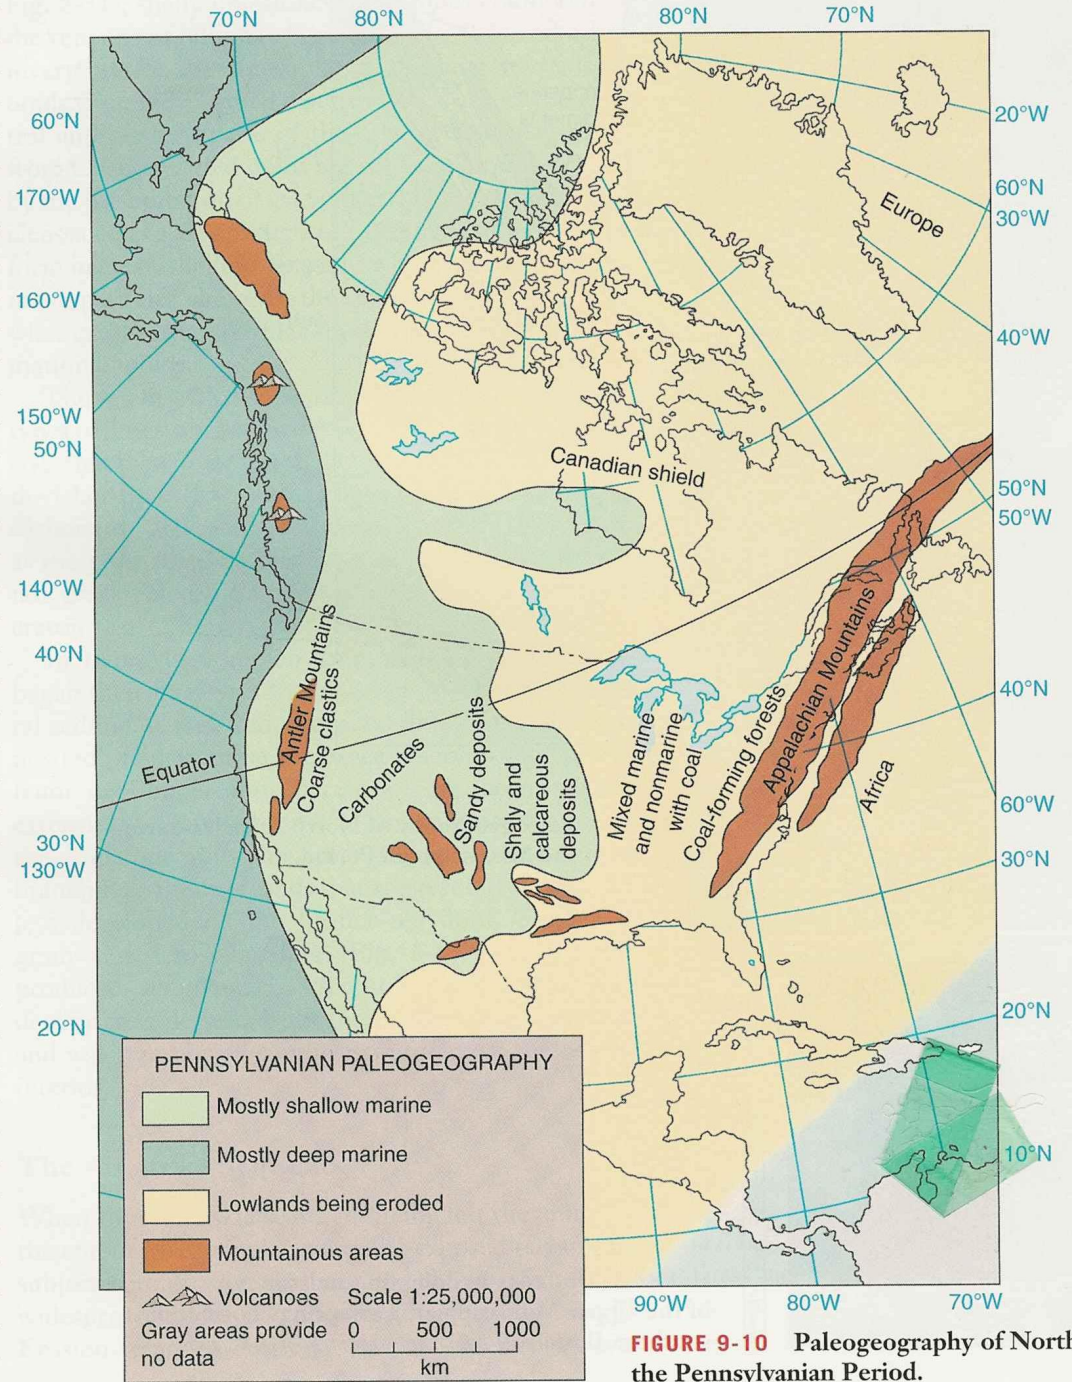 70°N
80°N
80°N
70°N
60°N
170°W
160°W
150°W
50°N
140°W
40°N
30°N
130°W
20°N
20°W
60°N
30°W
40°W
50°N
50°W
40°N
60°W
30°N
20°N
10°N
90°W
80°W
70°W
Europe
Canadian shield
Equator
Antler Mountains
Coarse clastics
Carbonates
Sandy deposits
Shaly and
calcareous
deposits
Mixed marine
and nonmarine
with coal
Coal-forming forests
Appalachian Mountains
Africa
PENNSYLVANIAN PALEOGEOGRAPHY
Mostly shallow marine
Mostly deep marine
Lowlands being eroded
Mountainous areas
Volcanoes Scale 1:25,000,000
Gray areas provide
no data
0 500 1000
km
FIGURE 9-10 Paleogeography of North
the Pennsylvanian Period.